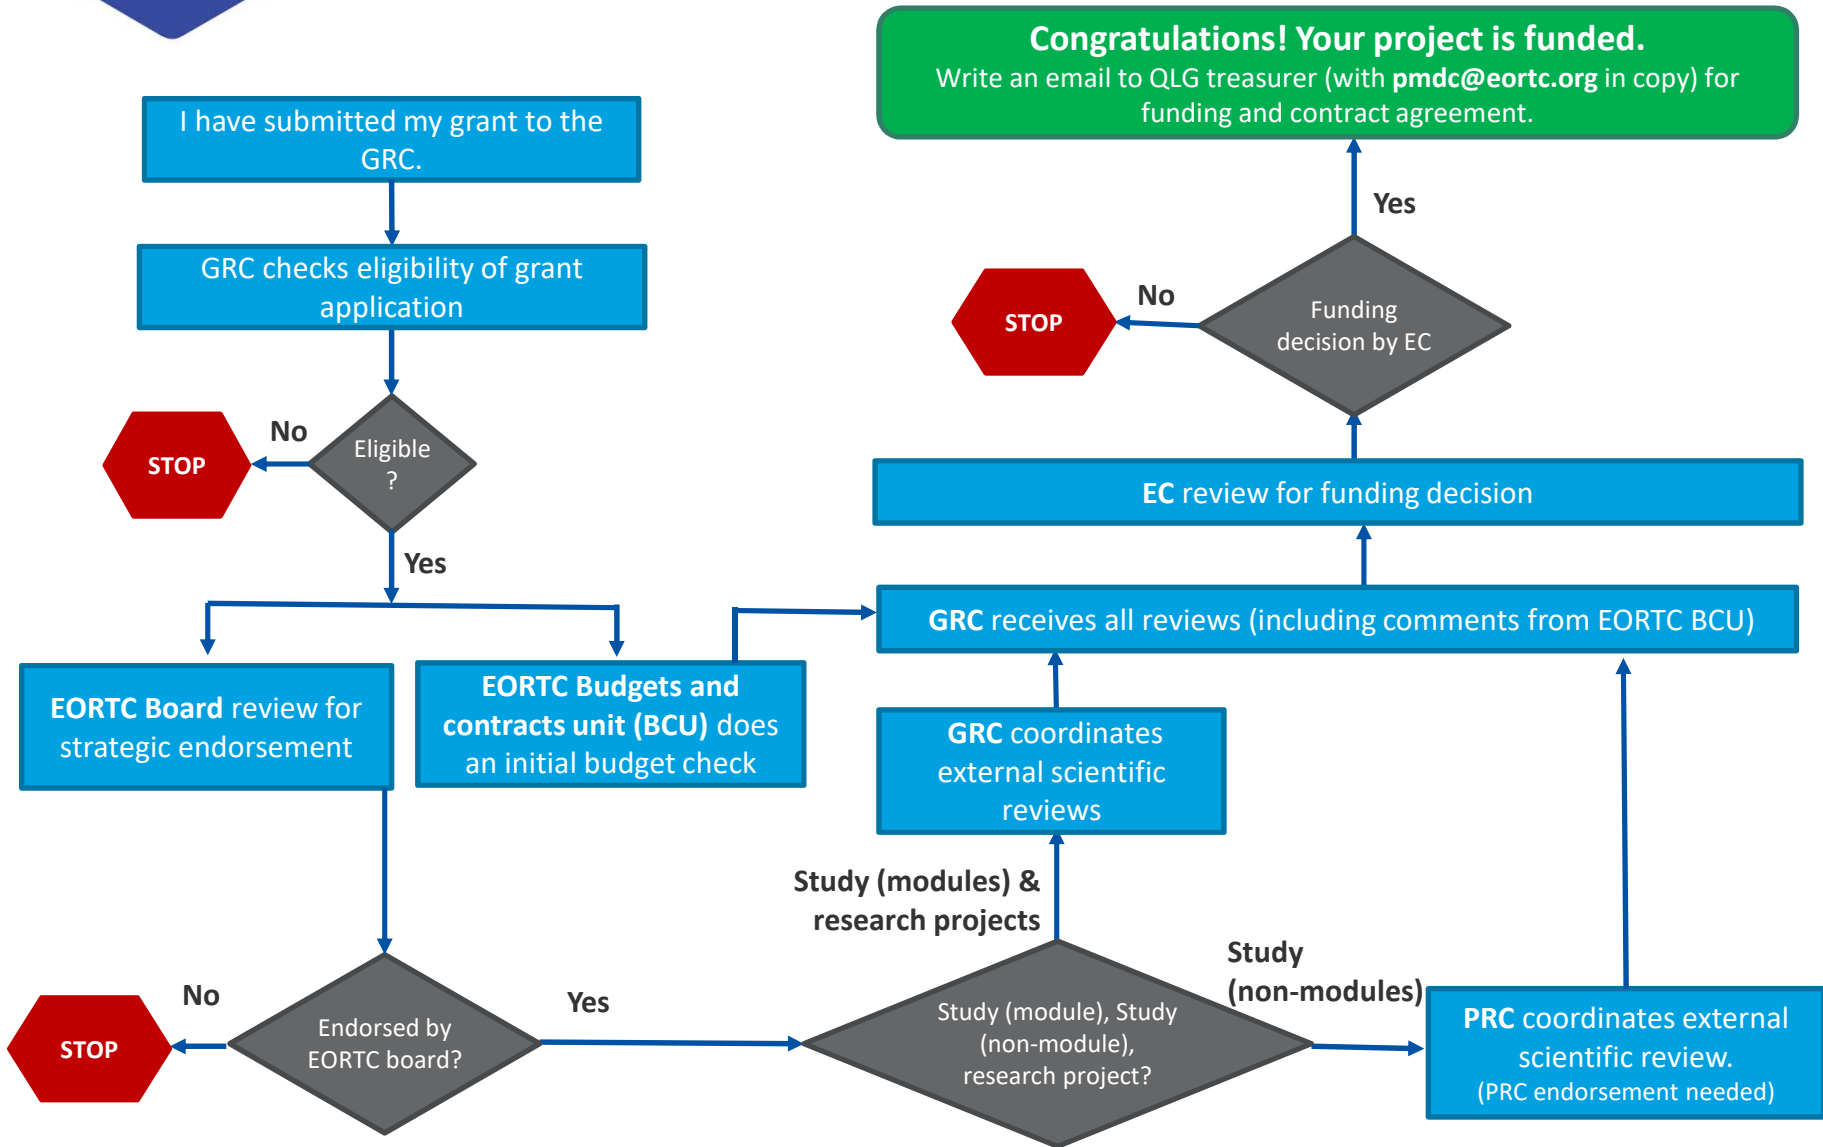 I have submitted my grant to the
GRC.
GRC checks eligibility of grant
application
Eligible
?
No
STOP
Yes
EORTC Board review for
strategic endorsement
EORTC Budgets and
contracts unit (BCU) does
an initial budget check
Endorsed by
EORTC board?
No
STOP
Yes
Study (module), Study
(non-module),
research project?
Study (modules) &
research projects
GRC coordinates
external scientific
reviews
Study
(non-modules)
PRC coordinates external
scientific review.
(PRC endorsement needed)
GRC receives all reviews (including comments from EORTC BCU)
EC review for funding decision
Funding
decision by EC
No
STOP
Yes
Congratulations! Your project is funded.
Write an email to QLG treasurer (with pmdc@eortc.org in copy) for
funding and contract agreement.